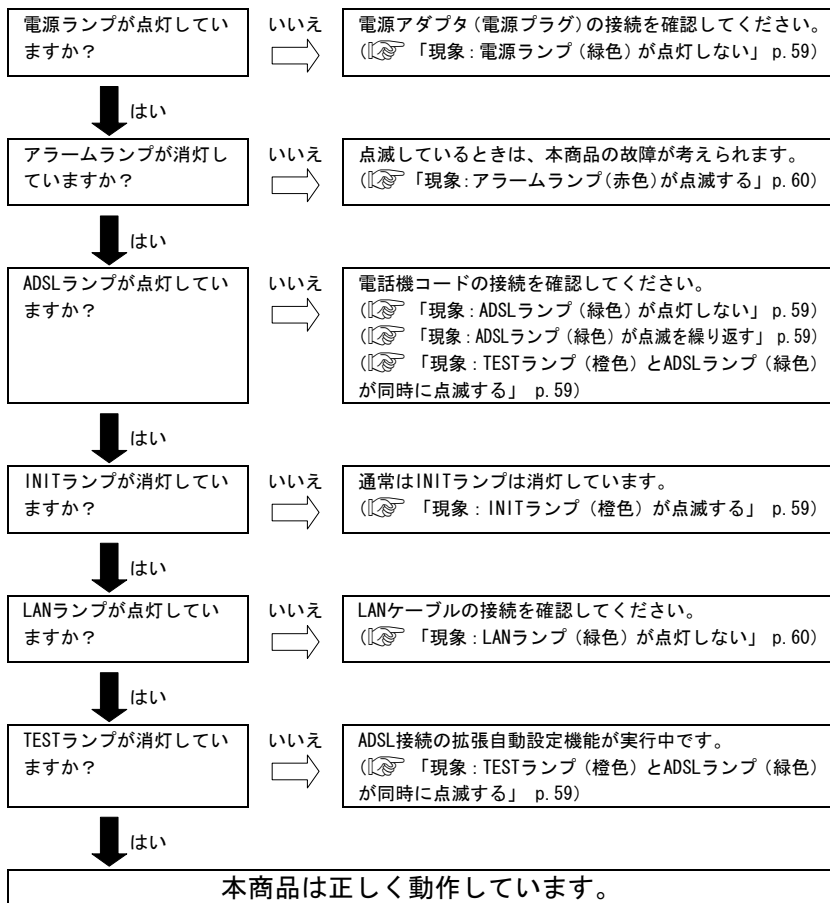 電源ランプが点灯してい
ますか？
いいえ
電源アダプタ（電源プラグ）の接続を確認してください。
（「現象：電源ランプ（緑色）が点灯しない」 p.59）
はい
アラームランプが消灯し
ていますか？
いいえ
点滅しているときは、本商品の故障が考えられます。
（「現象：アラームランプ（赤色）が点滅する」p.60）
はい
ADSLランプが点灯してい
ますか？
いいえ
電話機コードの接続を確認してください。
（「現象：ADSLランプ（緑色）が点灯しない」 p.59）
（「現象：ADSLランプ（緑色）が点滅を繰り返す」 p.59）
（「現象：TESTランプ（橙色）とADSLランプ（緑色）
が同時に点滅する」 p.59）
はい
INITランプが消灯してい
ますか？
いいえ
通常はINITランプは消灯しています。
（「現象：INITランプ（橙色）が点滅する」 p.59）
はい
LANランプが点灯してい
ますか？
いいえ
LANケーブルの接続を確認してください。
（「現象：LANランプ（緑色）が点灯しない」 p.60）
はい
TESTランプが消灯してい
ますか？
いいえ
ADSL接続の拡張自動設定機能が実行中です。
（「現象：TESTランプ（橙色）とADSLランプ（緑色）
が同時に点滅する」 p.59）
はい
本商品は正しく動作しています。